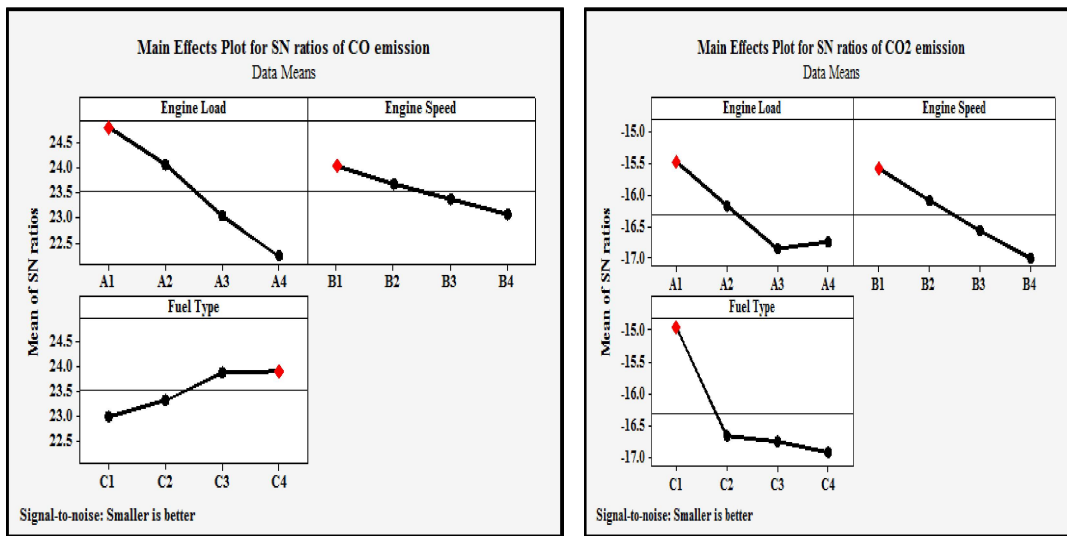 Main Effects Plot for SN ratios of CO emission
Data Means
Engine Load
Engine Speed
Mean of SN ratios
24.5
24.0
23.5
23.0
22.5
A1 A2 A3 A4
B1 B2 B3 B4
Fuel Type
24.5
24.0
23.5
23.0
22.5
C1 C2 C3 C4
Signal-to-noise: Smaller is better
Main Effects Plot for SN ratios of CO2 emission
Data Means
Engine Load
Engine Speed
Mean of SN ratios
-15.0
-15.5
-16.0
-16.5
-17.0
A1 A2 A3 A4
B1 B2 B3 B4
Fuel Type
-15.0
-15.5
-16.0
-16.5
-17.0
C1 C2 C3 C4
Signal-to-noise: Smaller is better